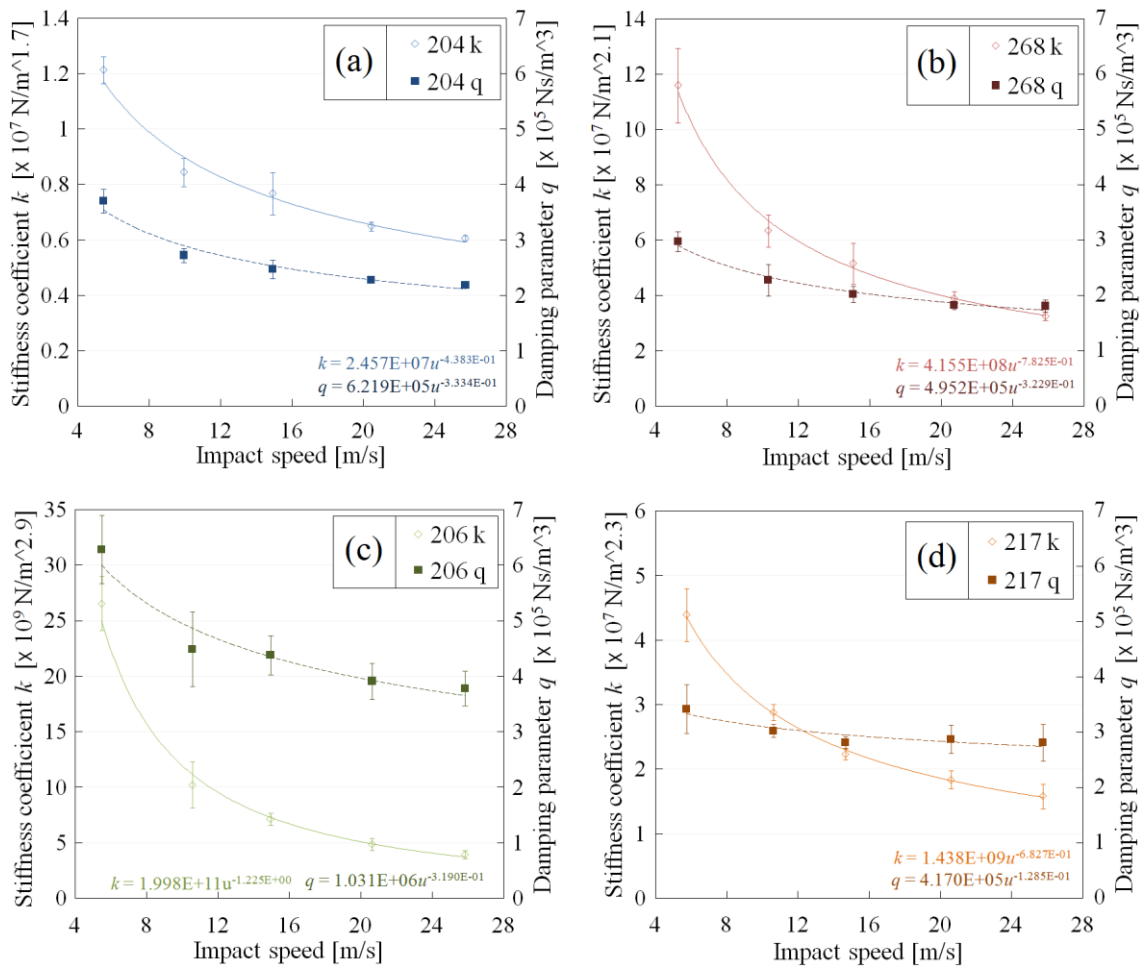 Stiffness coefficient k [x 10^7 N/m^1.7]
1.4
1.2
1
0.8
0.6
0.4
0.2
0
(a)
204 k
204 q
7
6
5
4
3
2
1
0
Damping parameter q [x 10^5 Ns/m^3]
k = 2.457E+07u^-4.383E-01
q = 6.219E+05u^-3.334E-01
4 8 12 16 20 24 28
Impact speed [m/s]
Stiffness coefficient k [x 10^7 N/m^2.1]
14
12
10
8
6
4
2
0
(b)
268 k
268 q
7
6
5
4
3
2
1
0
Damping parameter q [x 10^5 Ns/m^3]
k = 4.155E+08u^-7.825E-01
q = 4.952E+05u^-3.229E-01
4 8 12 16 20 24 28
Impact speed [m/s]
Stiffness coefficicent k [x 10^9 N/m^2.9]
35
30
25
20
15
10
5
0
(c)
206 k
206 q
7
6
5
4
3
2
1
0
Damping parameter q [x 10^5 Ns/m^3]
k = 1.998E+11u^-1.225E+00 q = 1.031E+06u^-3.190E-01
4 8 12 16 20 24 28
Impact speed [m/s]
Stiffness coefficient k [x 10^7 N/m^2.3]
6
5
4
3
2
1
0
(d)
217 k
217 q
7
6
5
4
3
2
1
0
Damping parameter q [x 10^5 Ns/m^3]
k = 1.438E+09u^-6.827E-01
q = 4.170E+05u^-1.285E-01
4 8 12 16 20 24 28
Impact speed [m/s]